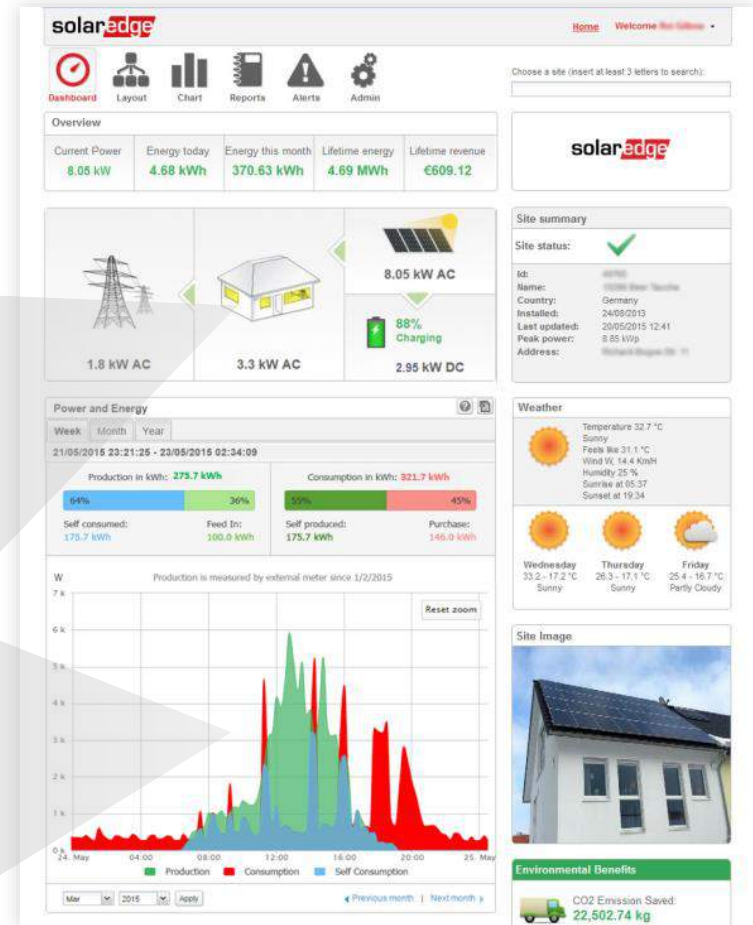 solaredge
Home Welcome
Dashboard Layout Chart Reports Alerts Admin
Choose a site (insert at least 3 letters to search):
Overview
Current Power Energy today Energy this month Lifetime energy Lifetime revenue
8.05 kW 4.68 kWh 370.63 kWh 4.69 MWh €609.12
solaredge
8.05 kW AC
88%
Charging
1.8 kW AC 3.3 kW AC 2.95 kW DC
Site summary
Site status:
Id:
Name:
Country: Germany
Installed: 24/08/2013
Last updated: 20/05/2015 12:41
Peak power: 8.85 kWp
Address:
Power and Energy
Week Month Year
21/05/2015 23:21:25 - 23/05/2015 02:34:09
Production in kWh: 275.7 kWh Consumption in kWh: 321.7 kWh
64% 36% 55% 45%
Self consumed: Feed In: Self produced: Purchase:
175.7 kWh 100.0 kWh 175.7 kWh 146.0 kWh
W Production is measured by external meter since 1/2/2015
Reset zoom
7 k
6 k
5 k
4 k
3 k
2 k
1 k
0 k
24. May 04:00 08:00 12:00 16:00 20:00 25. May
Production Consumption Self Consumption
Mar 2015 Apply Previous month | Next month
Weather
Temperature 32.7 °C
Sunny
Feels like 31.1 °C
Wind W, 14.4 Km/H
Humidity 25 %
Sunrise at 05:37
Sunset at 19:34
Wednesday Thursday Friday
33.2 - 17.2 °C 26.3 - 17.1 °C 25.4 - 16.7 °C
Sunny Sunny Partly Cloudy
Site Image
Environmental Benefits
CO2 Emission Saved:
22,502.74 kg